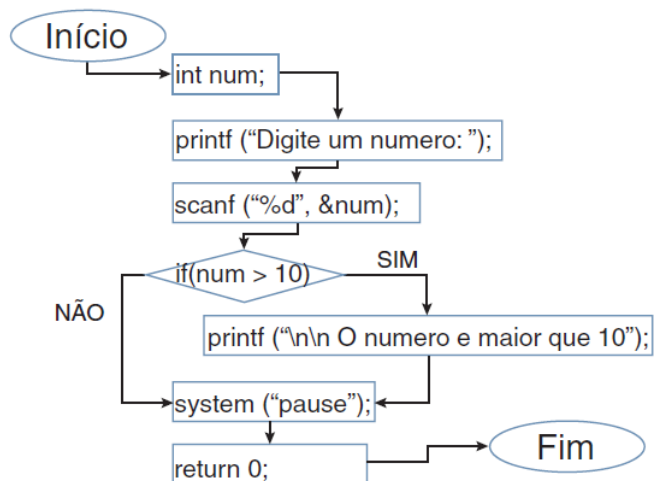 Início
int num;
printf (“Digite um numero: ”);
scanf (“%d”, &num);
if(num > 10)
SIM
NÃO
printf (“\n\n O numero e maior que 10”);
system (“pause”);
return 0;
Fim